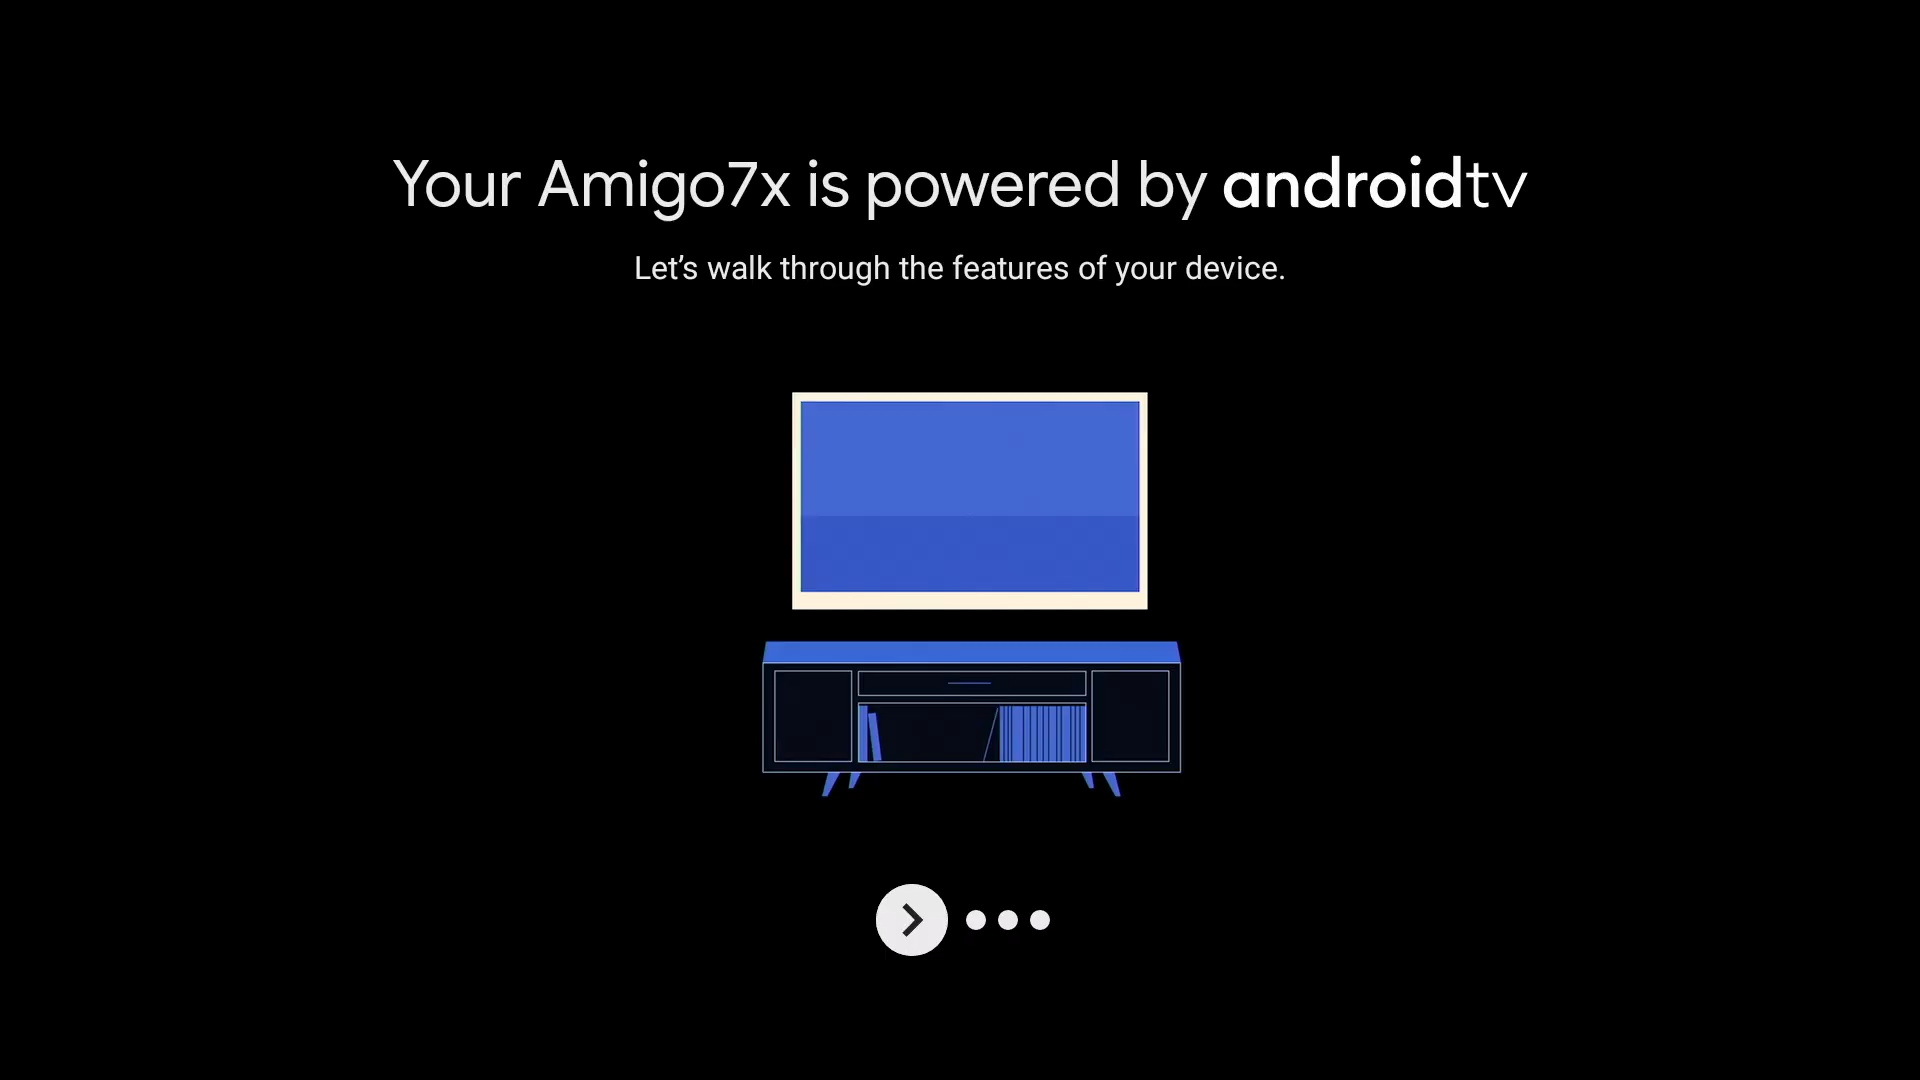 Your Amigo7x is powered by androidtv
Let’s walk through the features of your device.